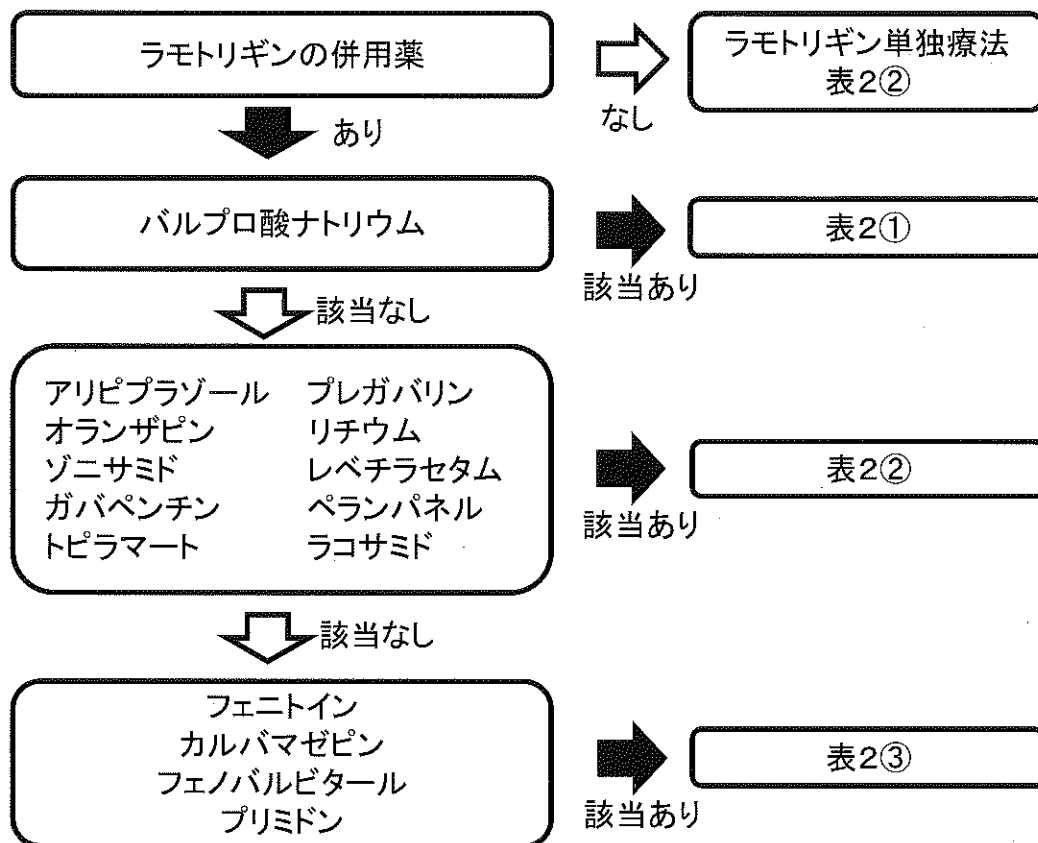 ラモトリギンの併用薬
なし
ラモトリギン単独療法
表2②
あり
バルプロ酸ナトリウム
該当あり
表2①
該当なし
アリピプラゾール プレガバリン
オランザピン リチウム
ゾニサミド レベチラセタム
ガバペンチン ペランパネル
トピラマート ラコサミド
該当あり
表2②
該当なし
フェニトイン
カルバマゼピン
フェノバルビタール
プリミドン
該当あり
表2③